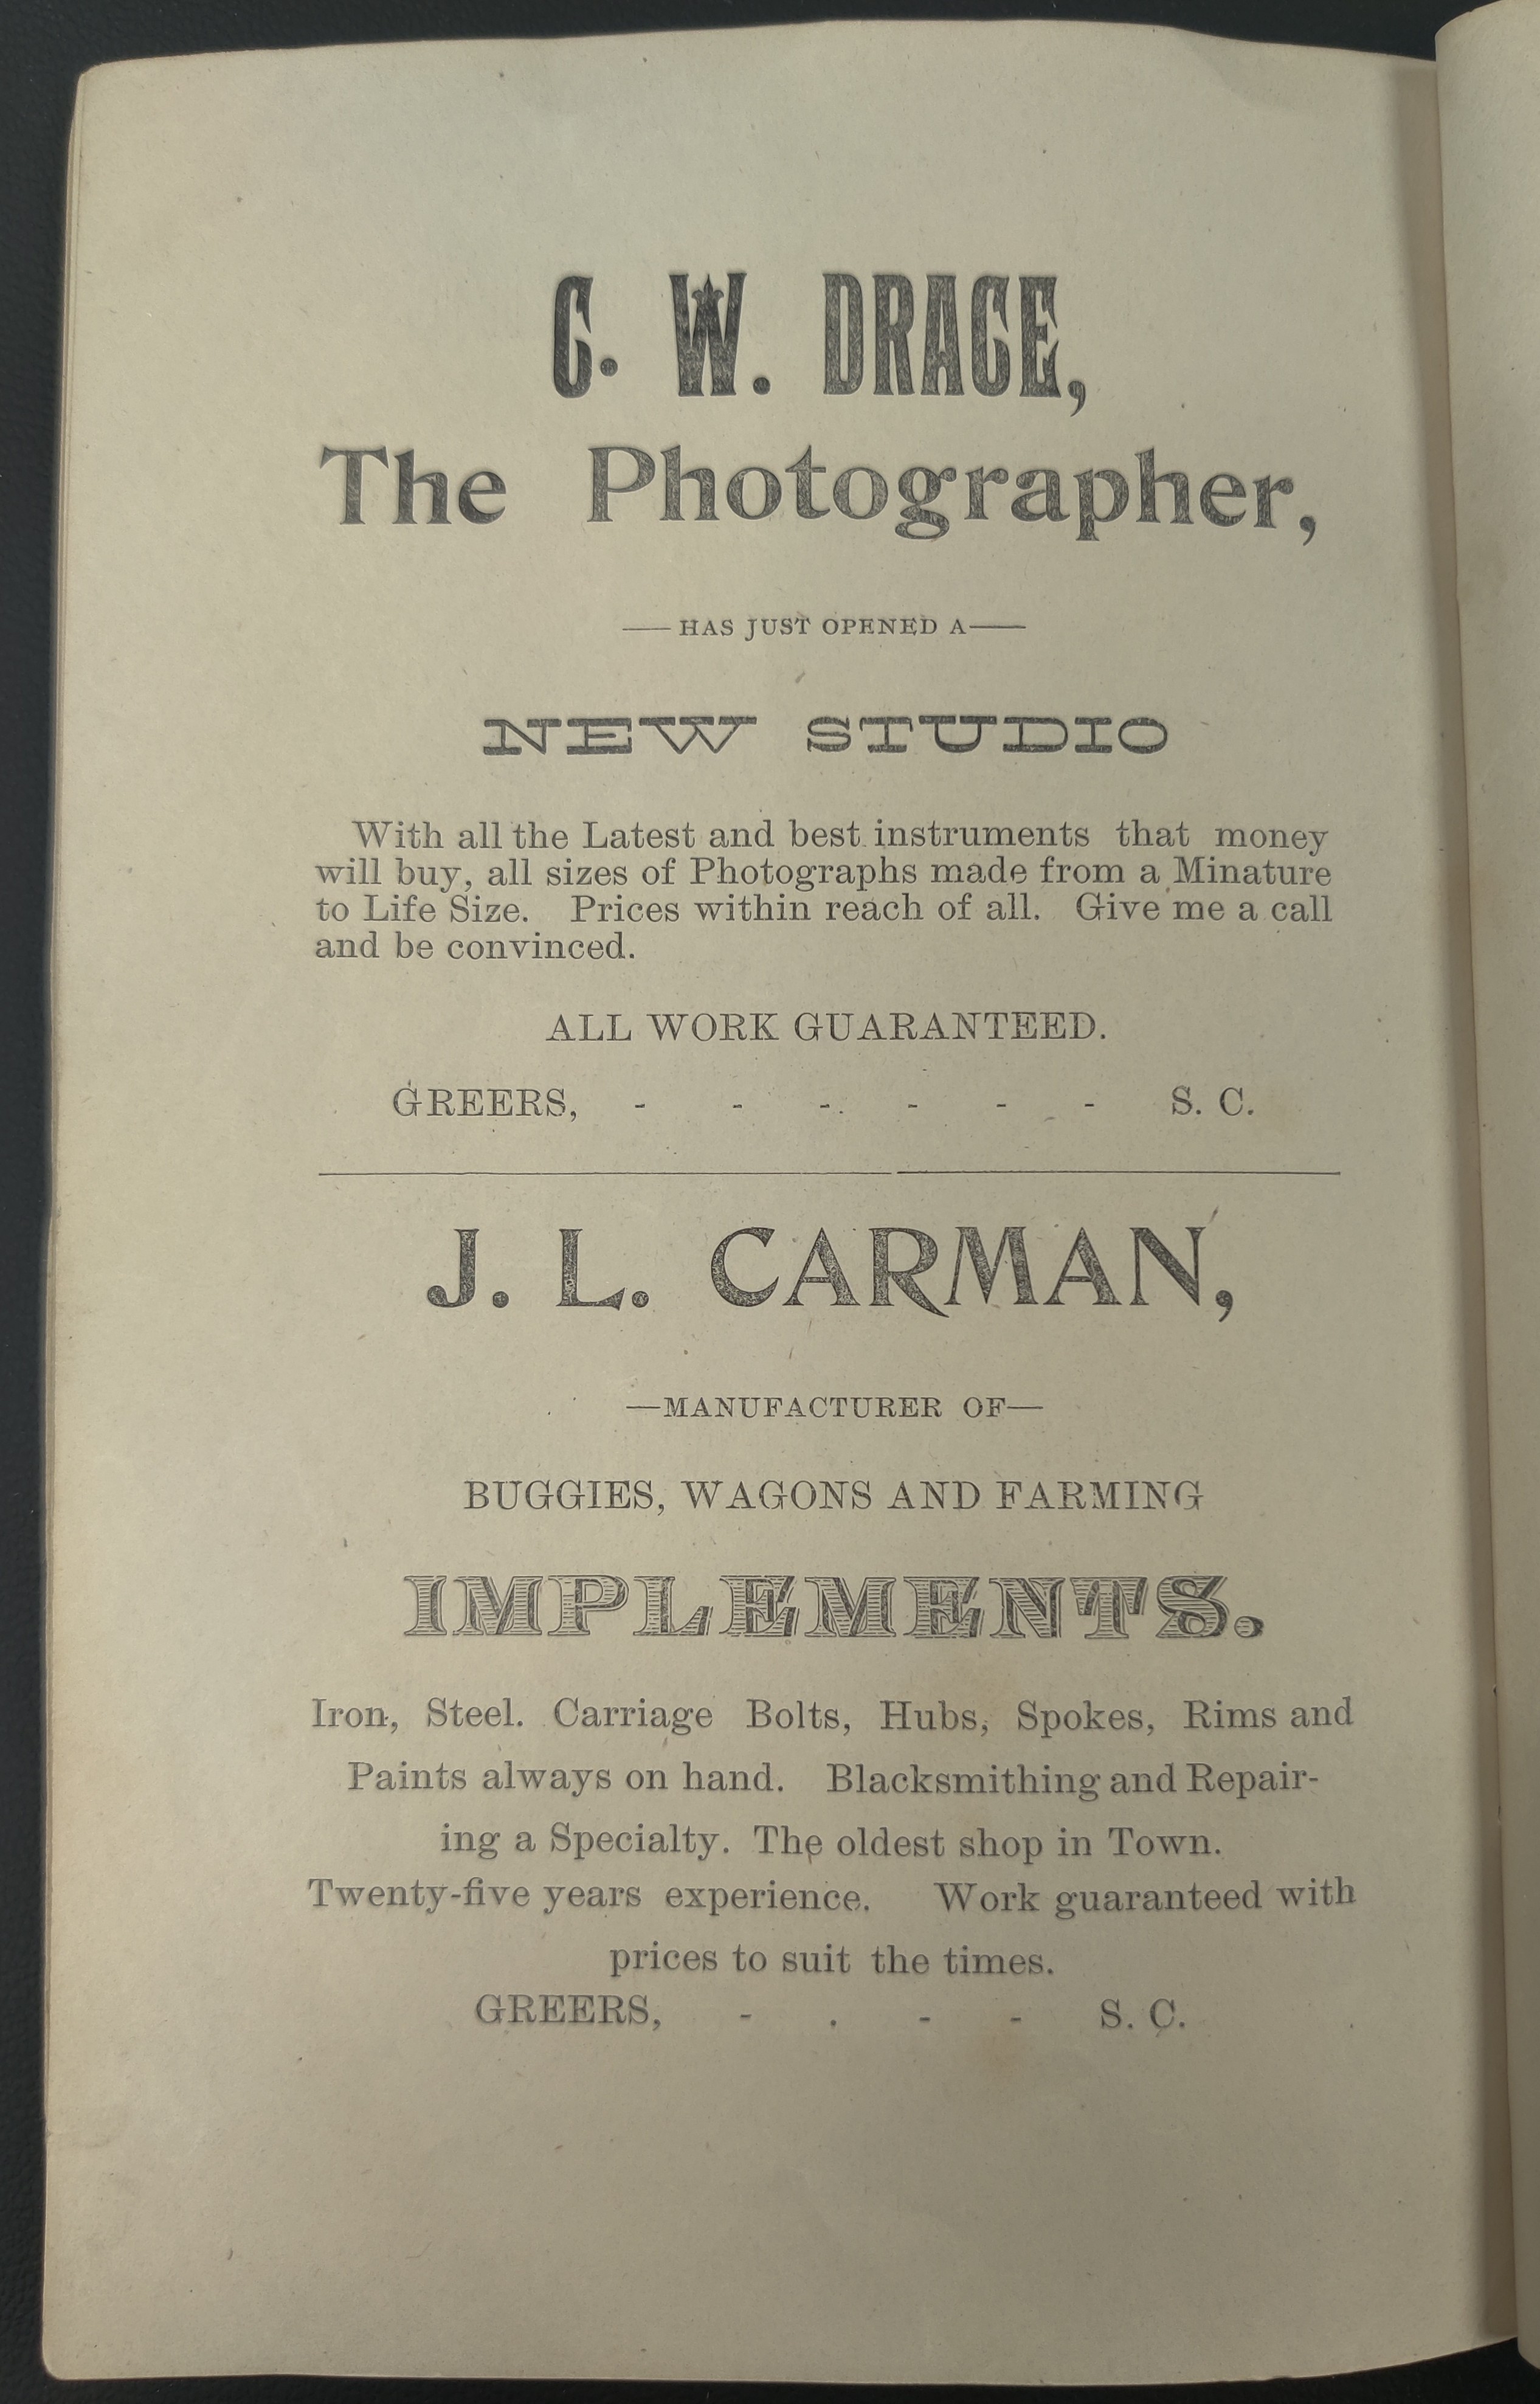 C. W. DRACE,
The Photographer,
—HAS JUST OPENED A—
NEW STUDIO
With all the Latest and best instruments that money
will buy, all sizes of Photographs made from a Minature
to Life Size. Prices within reach of all. Give me a call
and be convinced.
ALL WORK GUARANTEED.
GREERS, - - - - - - S. C.
J. L. CARMAN,
—MANUFACTURER OF—
BUGGIES, WAGONS AND FARMING
IMPLEMENTS.
Iron, Steel. Carriage Bolts, Hubs, Spokes, Rims and
Paints always on hand. Blacksmithing and Repair-
ing a Specialty. The oldest shop in Town.
Twenty-five years experience. Work guaranteed with
prices to suit the times.
GREERS, - . - - S. C.